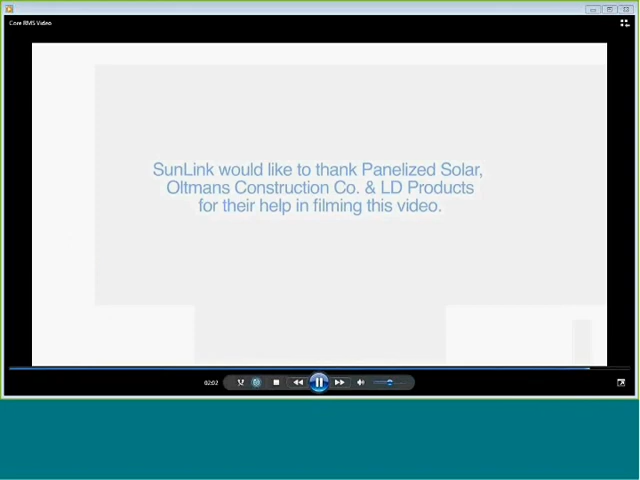 Core RMS Video
SunLink would like to thank Panelized Solar,
Oltmans Construction Co. & LD Products
for their help in filming this video.
02:02